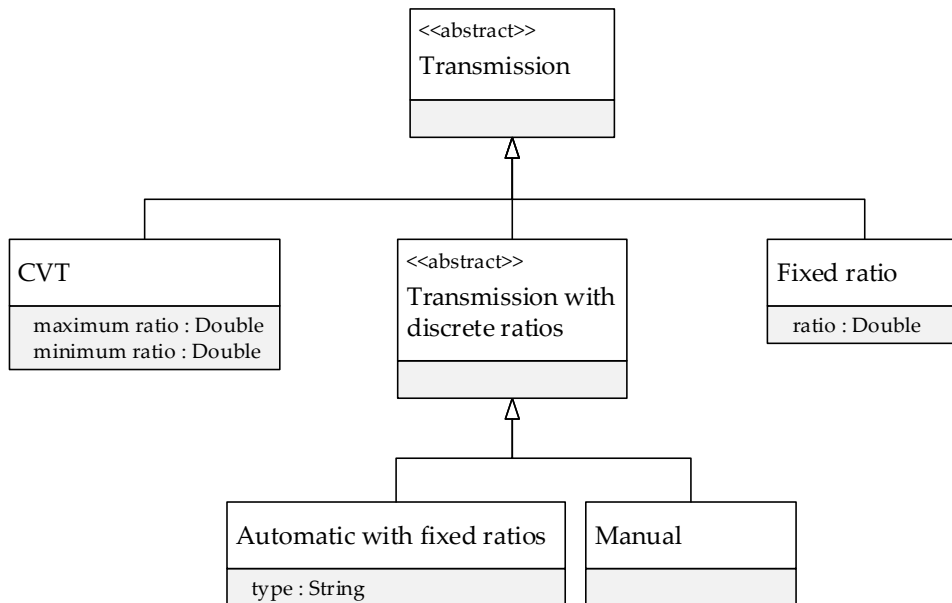 <<abstract>>
Transmission
CVT
maximum ratio : Double
minimum ratio : Double
<<abstract>>
Transmission with
discrete ratios
Fixed ratio
ratio : Double
Automatic with fixed ratios
type : String
Manual